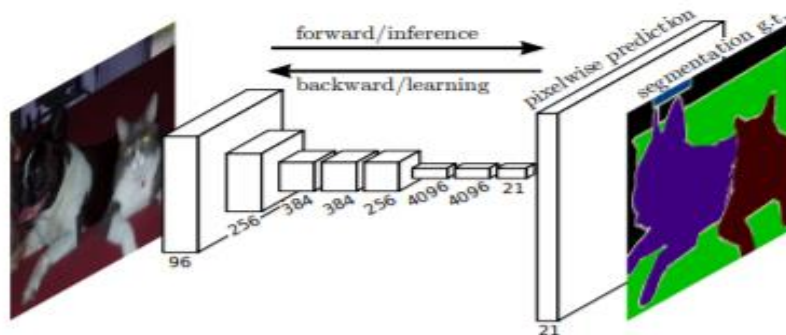 forward/inference
backward/learning
pixelwise prediction
segmentation g.t.
96
256
384
384
256
4096
4096
21
21